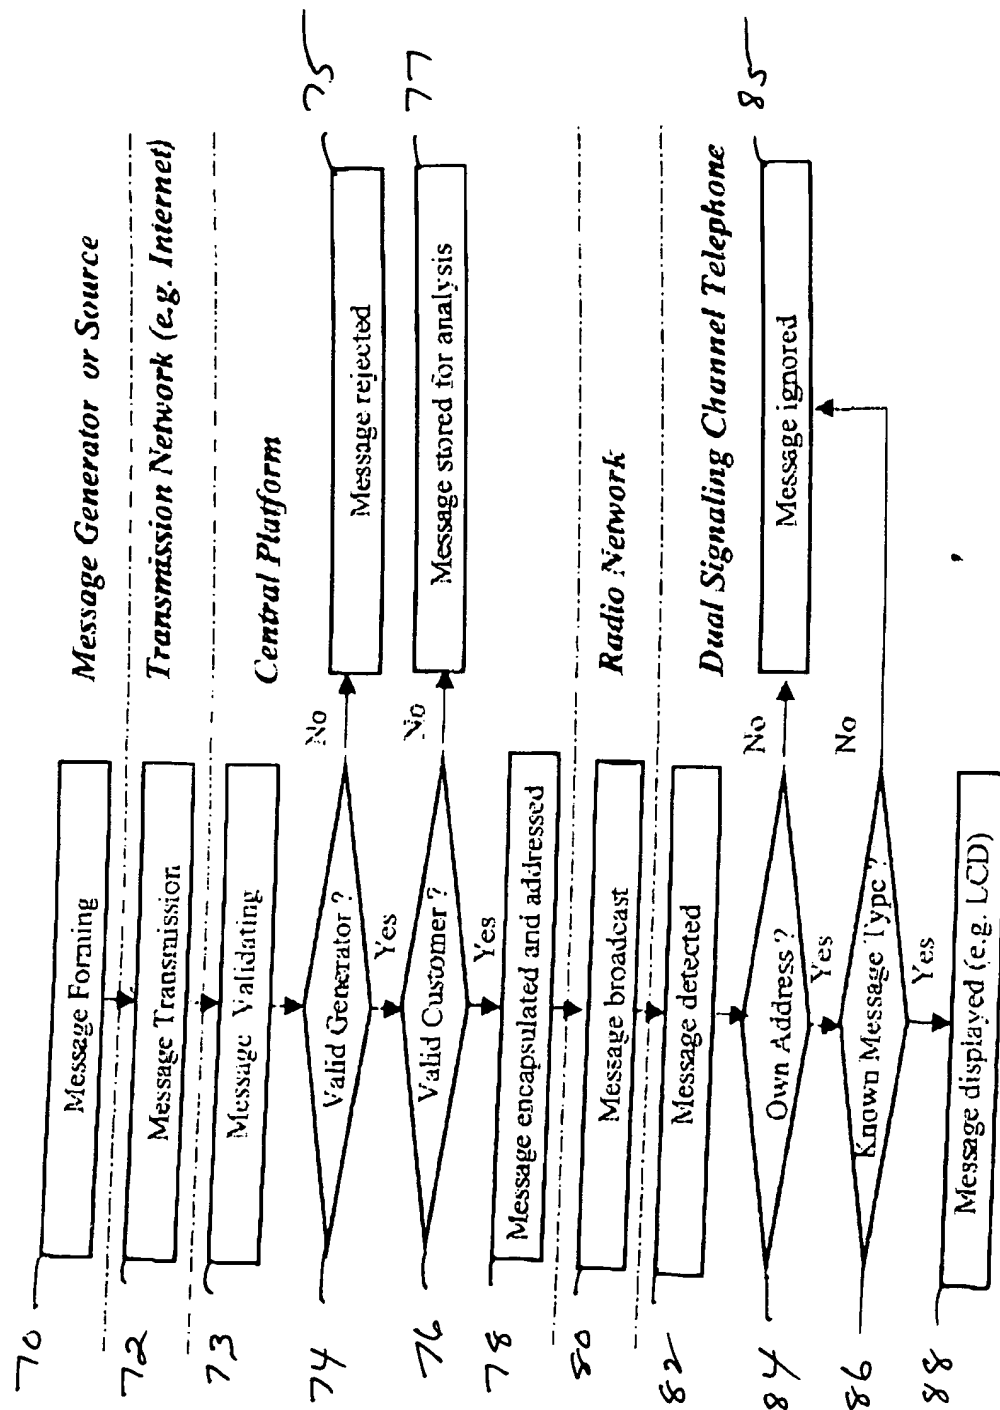 70
Message Forming
Message Generator or Source
72
Message Transmission
Transmission Network (e.g. Internet)
73
Message Validating
Central Platform
74
Valid Generator?
No
Message rejected
75
Yes
76
Valid Customer?
No
Message stored for analysis
77
Yes
78
Message encapsulated and addressed
80
Message broadcast
Radio Network
82
Message detected
Dual Signaling Channel Telephone
84
Own Address?
No
Message ignored
85
Yes
86
Known Message Type?
No
Yes
88
Message displayed (e.g. LCD)